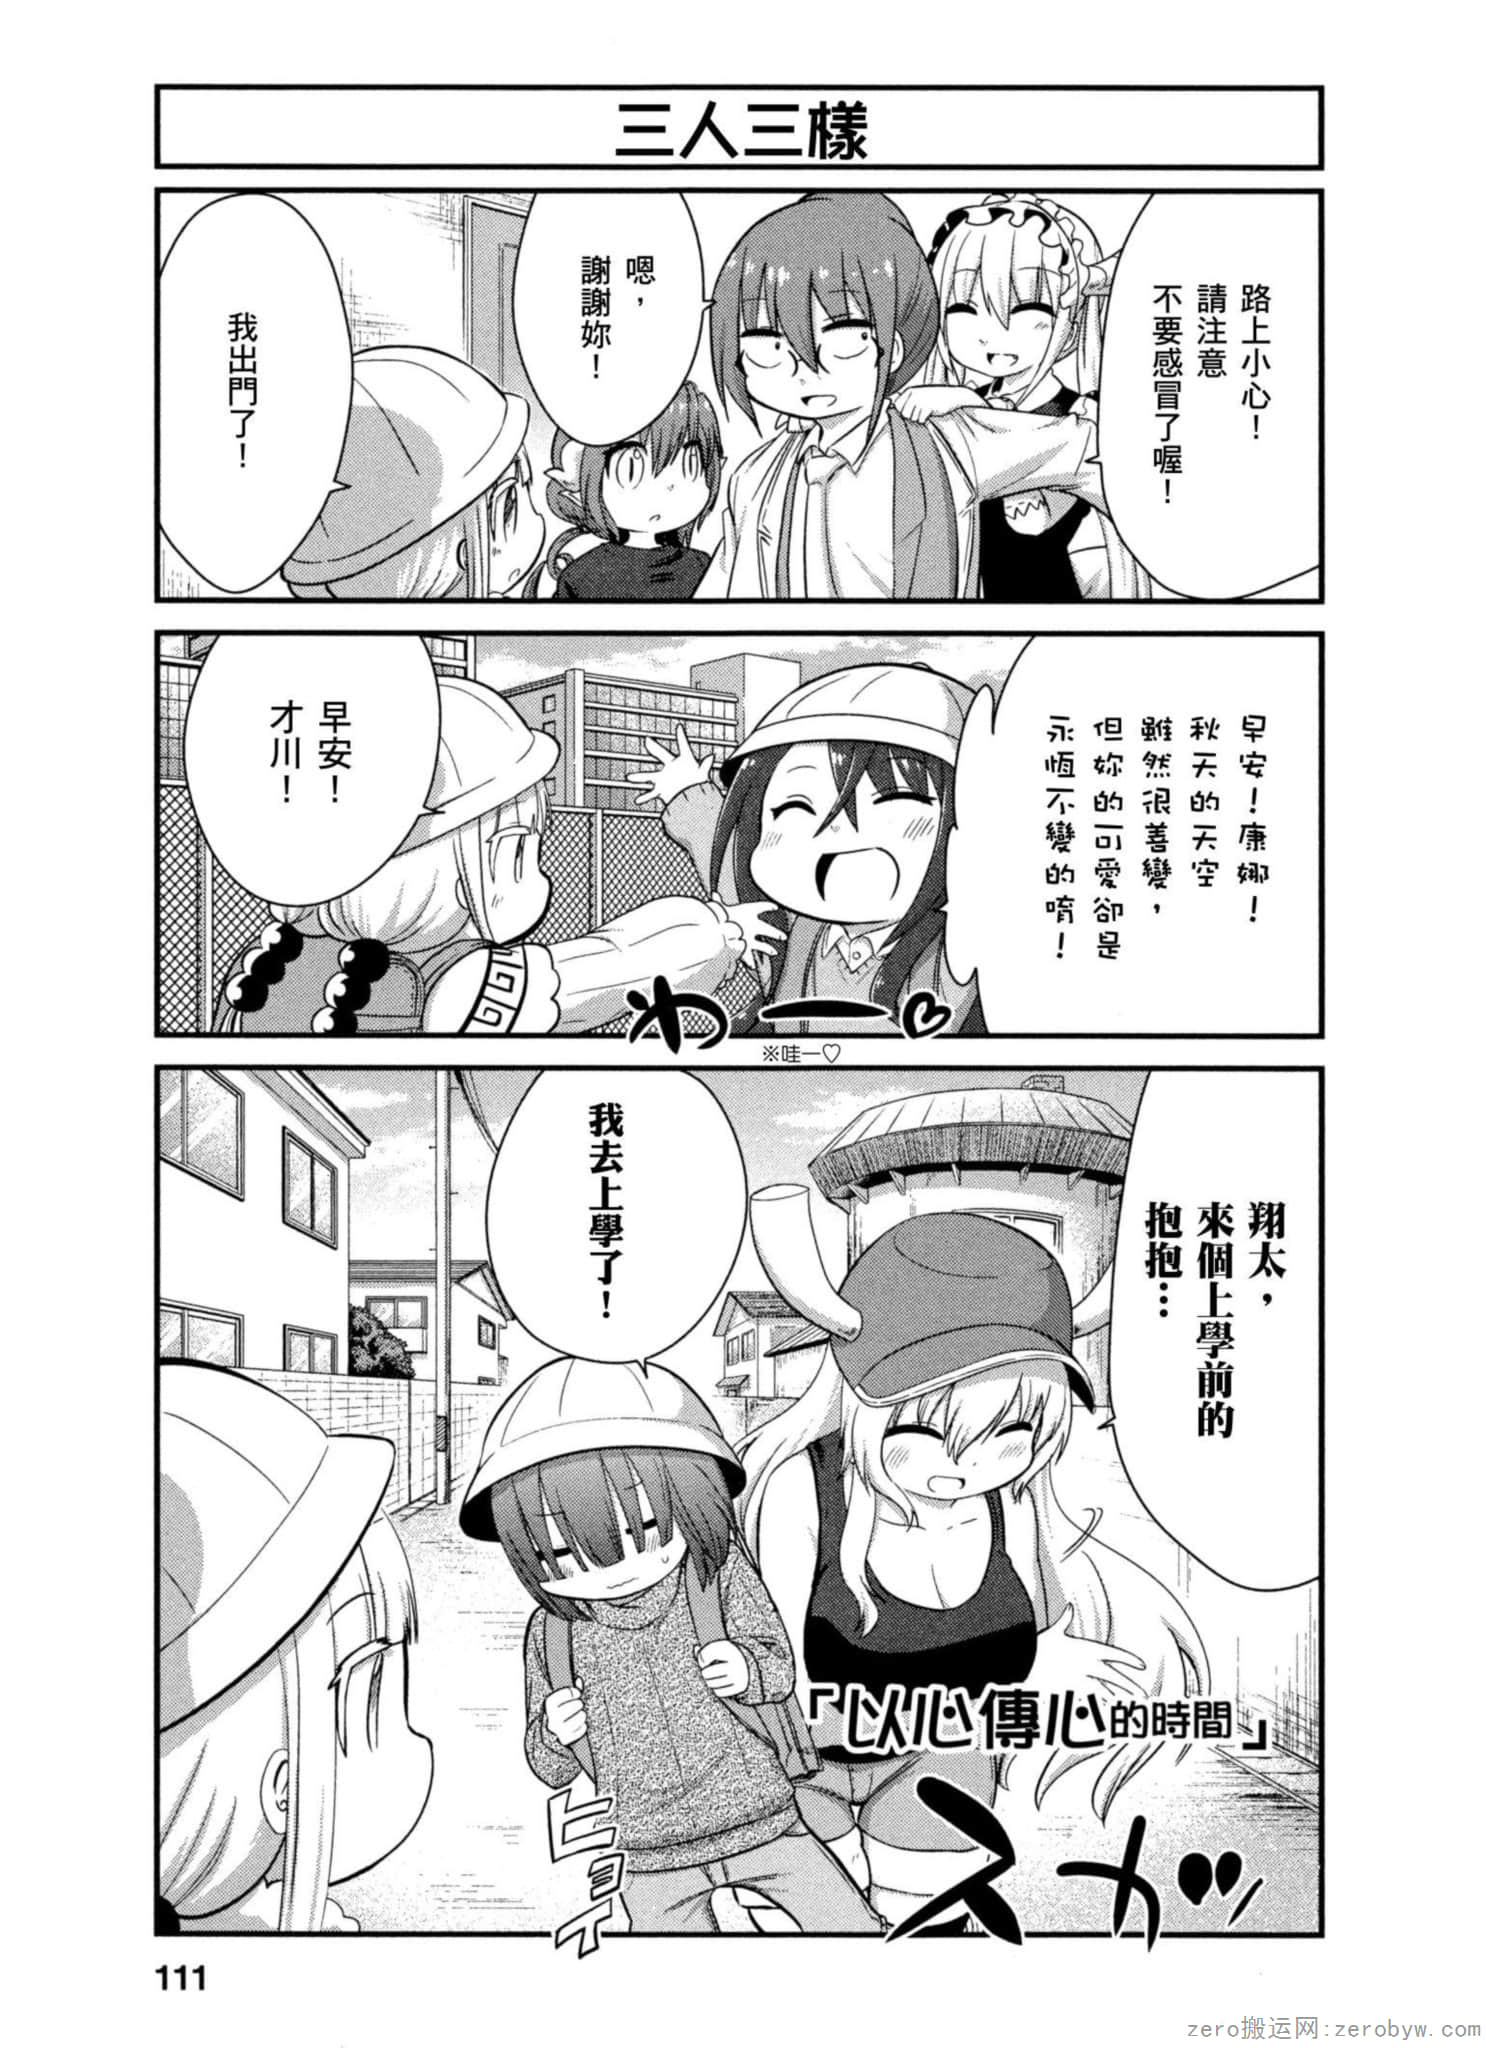 三人三樣
路上小心！
請注意
不要感冒了喔！
嗯，
謝謝妳！
我出門了！
早安！康娜！
秋天的天空
雖然很善變，
但妳的可愛卻是
永恆不變的唷！
早安！
才川！
わー♡
※哇一♡
翔太，
來個上學前的
抱抱…
我去上學了！
「以心傳心的時間」
スカッ
ヒョイ
111
zero搬运网:zerobyw.com